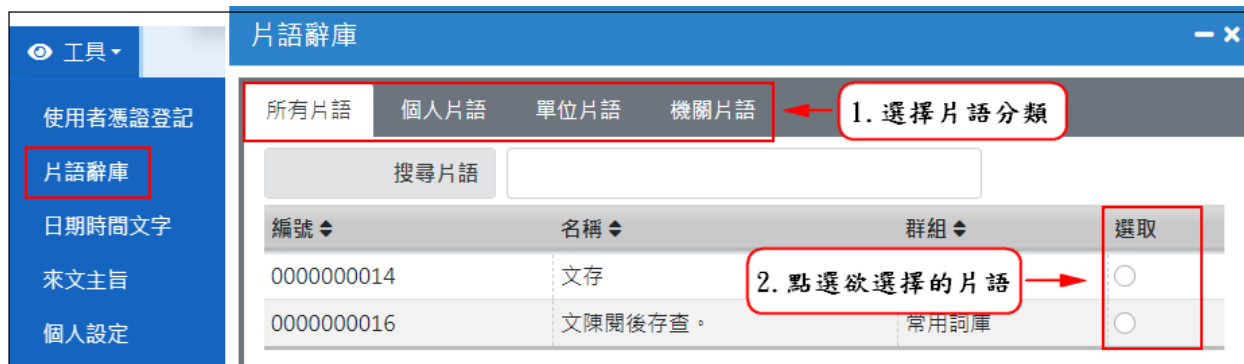 工具
使用者憑證登記
片語辭庫
日期時間文字
來文主旨
個人設定
片語辭庫
所有片語 個人片語 單位片語 機關片語
1.選擇片語分類
搜尋片語
編號 名稱 群組 選取
0000000014 文存
2.點選欲選擇的片語
0000000016 文陳閱後存查。 常用詞庫